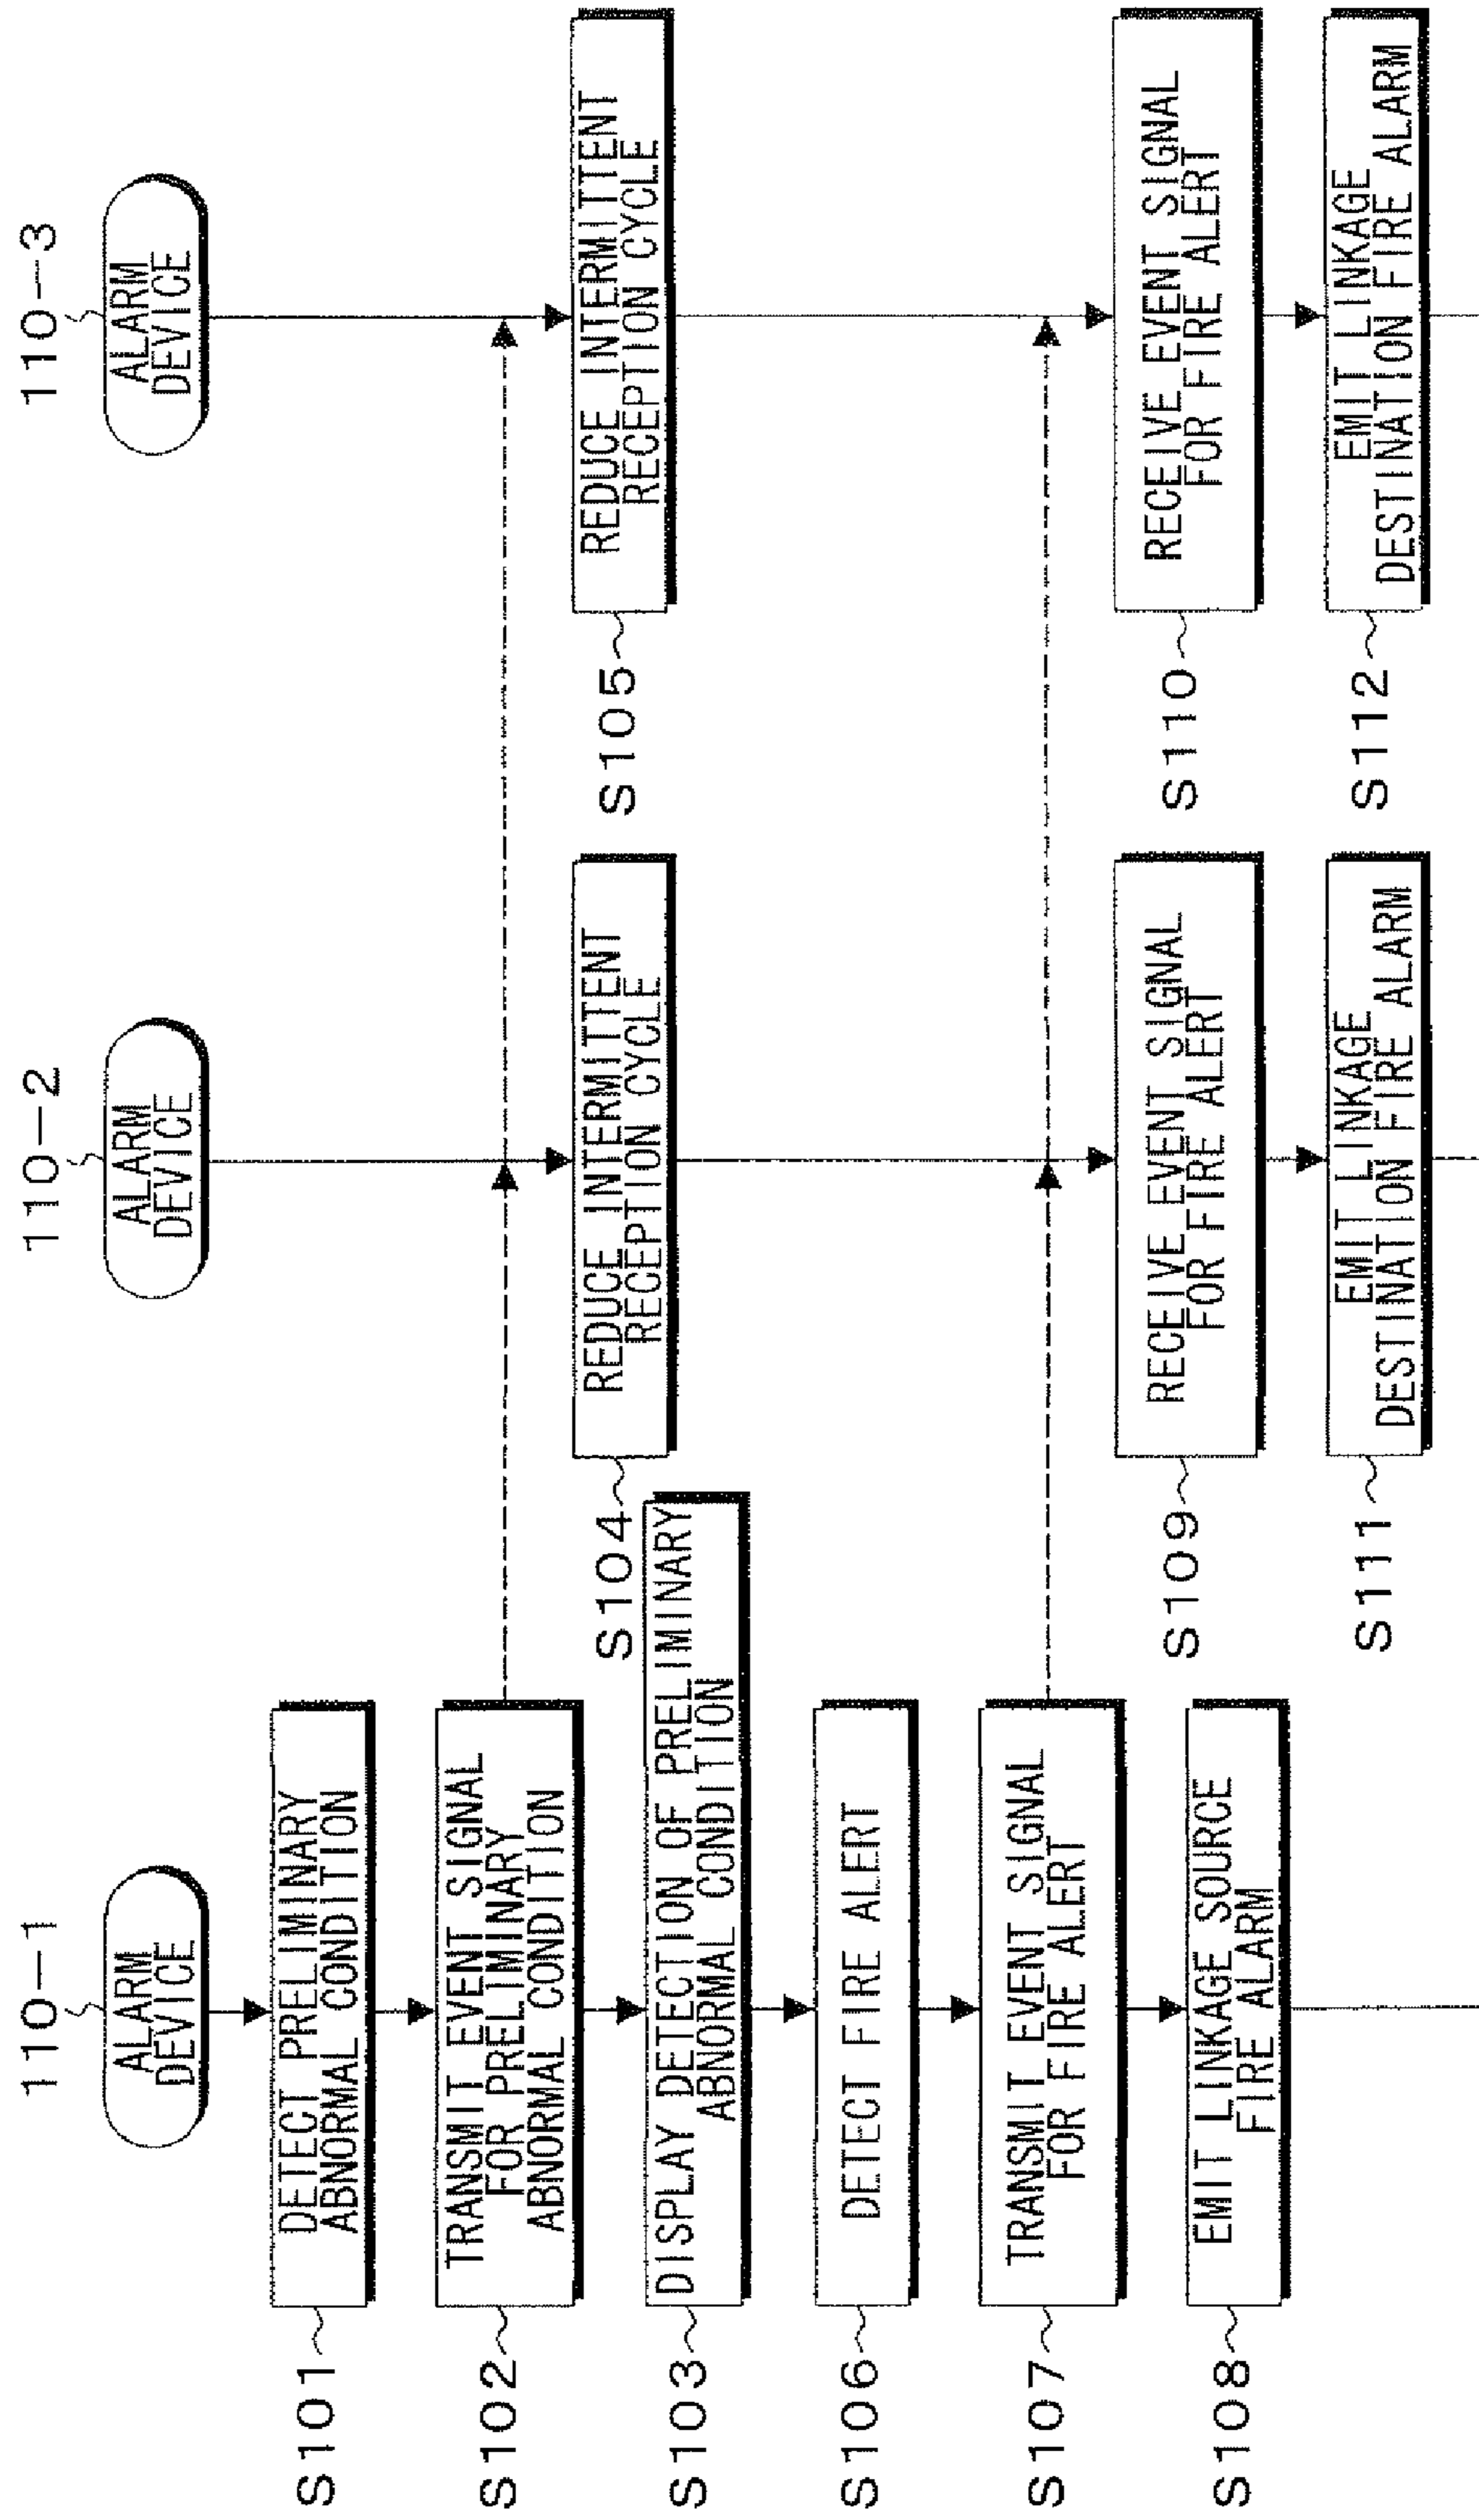 110-1
ALARM
DEVICE
110-2
ALARM
DEVICE
110-3
ALARM
DEVICE
S101
DETECT PRELIMINARY
ABNORMAL CONDITION
S102
TRANSMIT EVENT SIGNAL
FOR PRELIMINARY
ABNORMAL CONDITION
S103
DISPLAY DETECTION OF PRELIMINARY
ABNORMAL CONDITION
S104
REDUCE INTERMITTENT
RECEPTION CYCLE
S105
REDUCE INTERMITTENT
RECEPTION CYCLE
S106
DETECT FIRE ALERT
S107
TRANSMIT EVENT SIGNAL
FOR FIRE ALERT
S108
EMIT LINKAGE SOURCE
FIRE ALARM
S109
RECEIVE EVENT SIGNAL
FOR FIRE ALERT
S110
RECEIVE EVENT SIGNAL
FOR FIRE ALERT
S111
EMIT LINKAGE
DESTINATION FIRE ALARM
S112
EMIT LINKAGE
DESTINATION FIRE ALARM